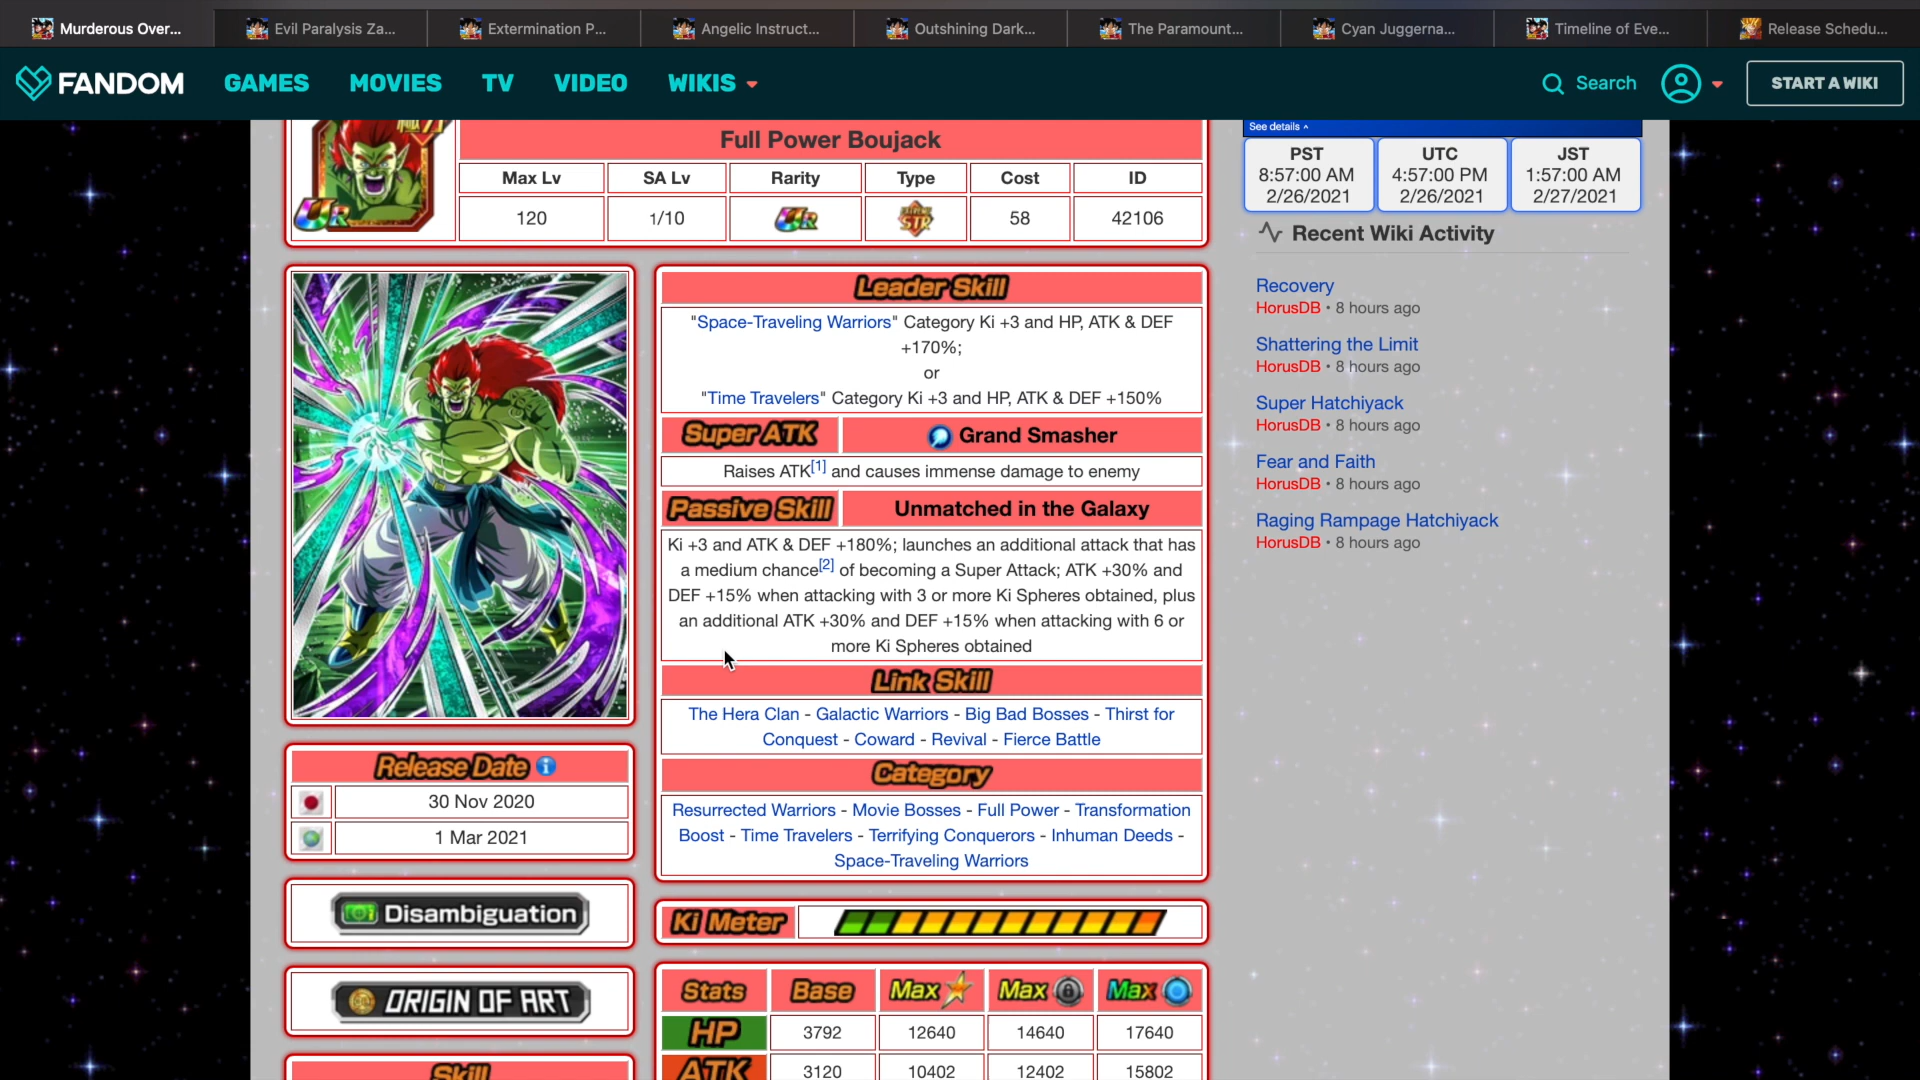 Murderous Over...
Evil Paralysis Za...
Extermination P...
Angelic Instruct...
Outshining Dark...
The Paramount...
Cyan Juggerna...
Timeline of Eve...
Release Schedu...
FANDOM
GAMES
MOVIES
TV
VIDEO
WIKIS
Search
START A WIKI
Full Power Boujack
Max Lv
SA Lv
Rarity
Type
Cost
ID
UR
120
1/10
UR
STR
58
42106
Leader Skill
"Space-Traveling Warriors" Category Ki +3 and HP, ATK & DEF
+170%;
or
"Time Travelers" Category Ki +3 and HP, ATK & DEF +150%
Super ATK
Grand Smasher
Raises ATK[1] and causes immense damage to enemy
Passive Skill
Unmatched in the Galaxy
Ki +3 and ATK & DEF +180%; launches an additional attack that has
a medium chance[2] of becoming a Super Attack; ATK +30% and
DEF +15% when attacking with 3 or more Ki Spheres obtained, plus
an additional ATK +30% and DEF +15% when attacking with 6 or
more Ki Spheres obtained
Link Skill
The Hera Clan - Galactic Warriors - Big Bad Bosses - Thirst for
Conquest - Coward - Revival - Fierce Battle
Category
Resurrected Warriors - Movie Bosses - Full Power - Transformation
Boost - Time Travelers - Terrifying Conquerors - Inhuman Deeds -
Space-Traveling Warriors
Release Date
30 Nov 2020
1 Mar 2021
Disambiguation
ORIGIN OF ART
Skill
Ki Meter
Stats
Base
Max
Max
Max
HP
3792
12640
14640
17640
ATK
3120
10402
12402
15802
See details ^
PST
8:57:00 AM
2/26/2021
UTC
4:57:00 PM
2/26/2021
JST
1:57:00 AM
2/27/2021
Recent Wiki Activity
Recovery
HorusDB • 8 hours ago
Shattering the Limit
HorusDB • 8 hours ago
Super Hatchiyack
HorusDB • 8 hours ago
Fear and Faith
HorusDB • 8 hours ago
Raging Rampage Hatchiyack
HorusDB • 8 hours ago